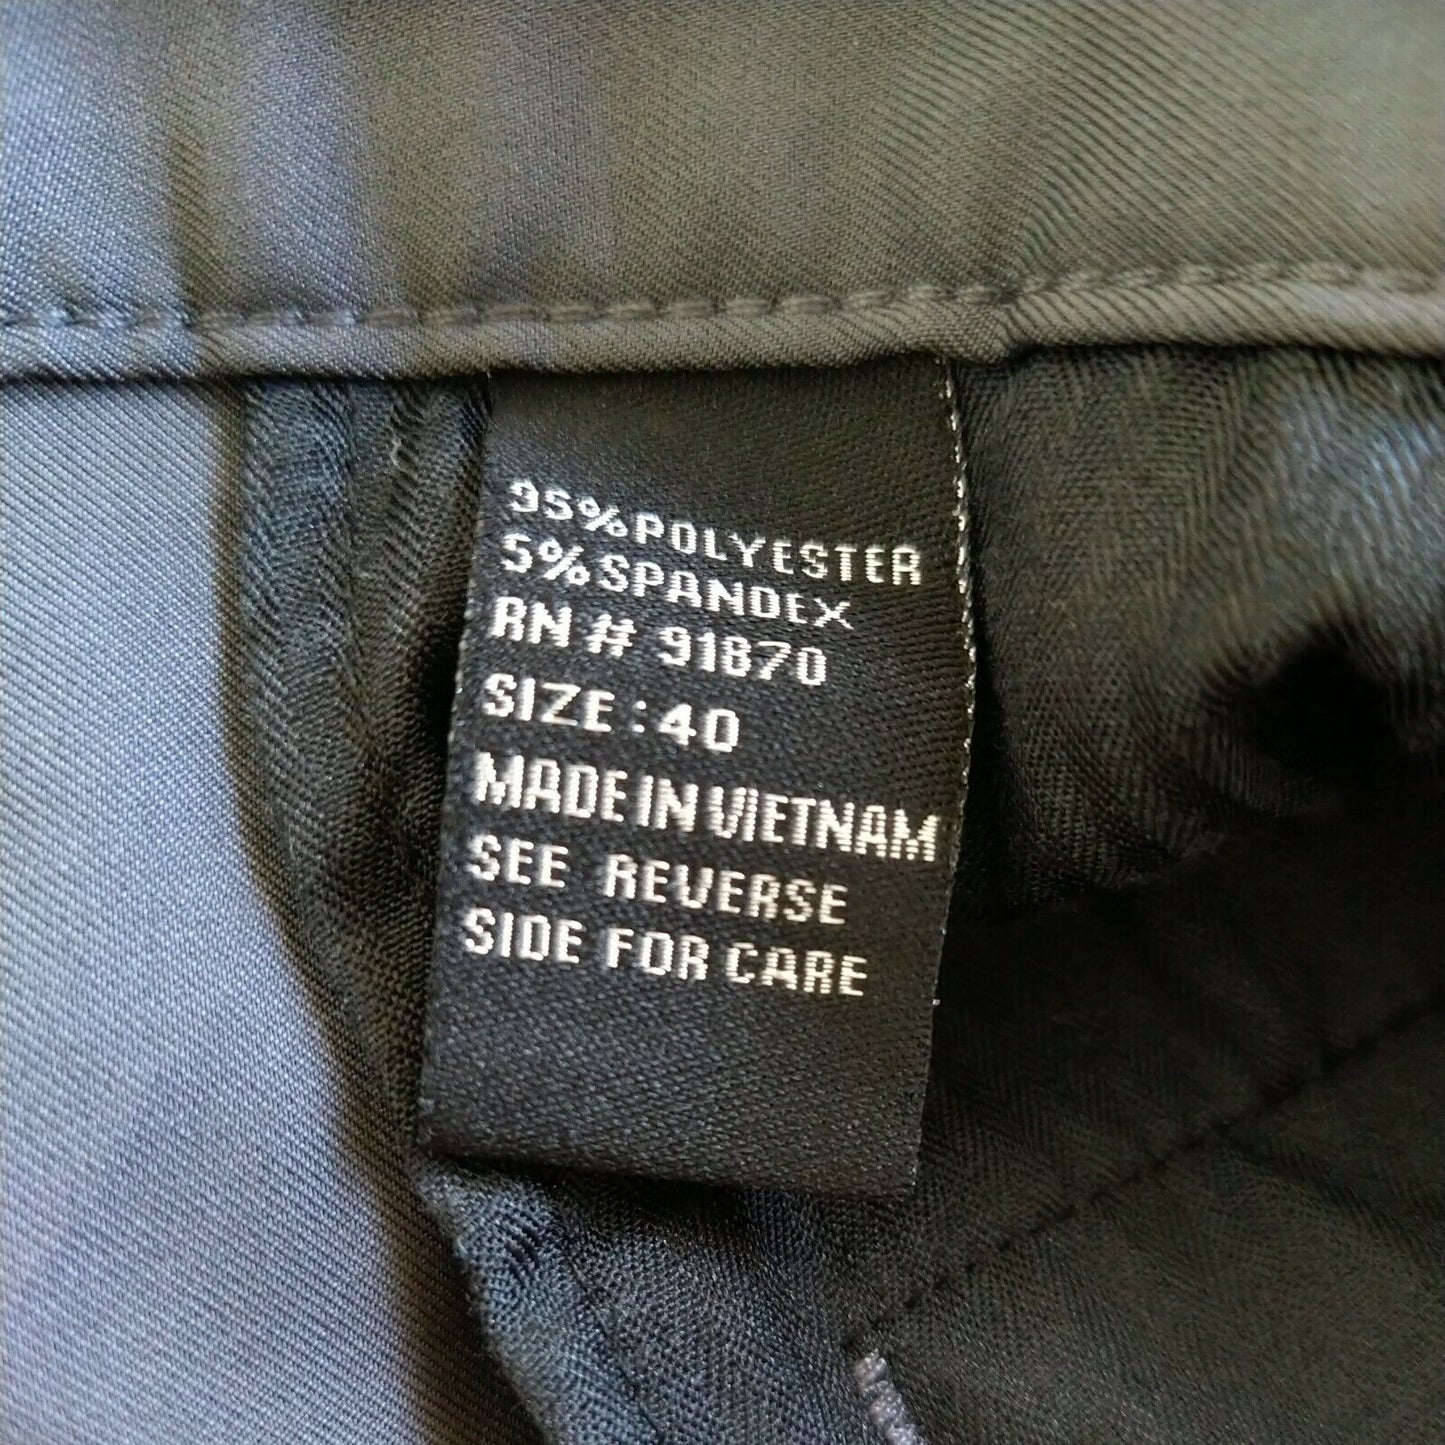 95% POLYESTER
5% SPANDEX
RN # 91870
SIZE : 40
MADE IN VIETNAM
SEE REVERSE
SIDE FOR CARE